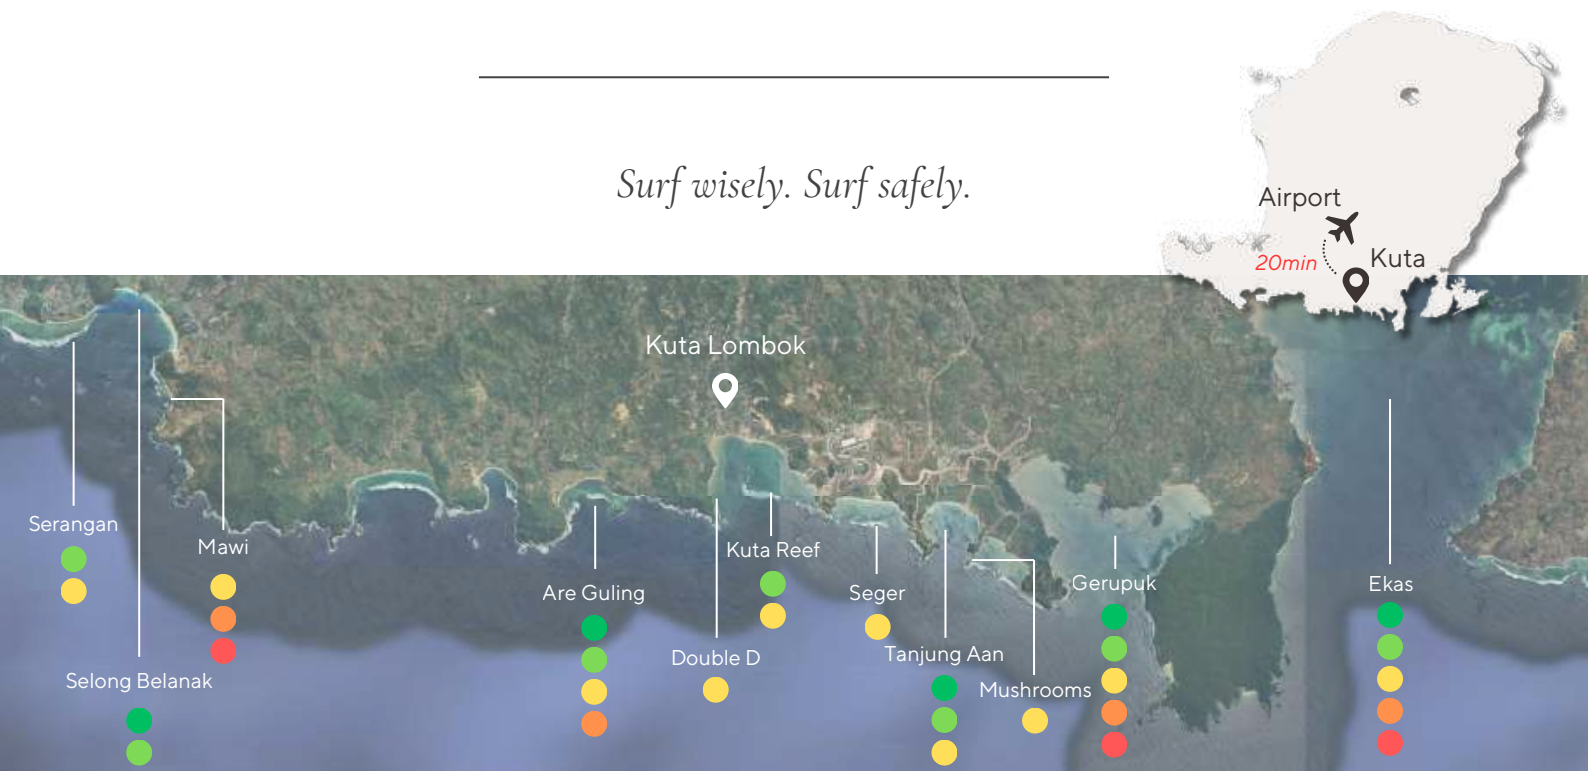 Surf wisely. Surf safely.
Airport
20min
Kuta
Kuta Lombok
Serangan
Mawi
Kuta Reef
Are Guling
Seger
Gerupuk
Ekas
Double D
Tanjung Aan
Selong Belanak
Mushrooms